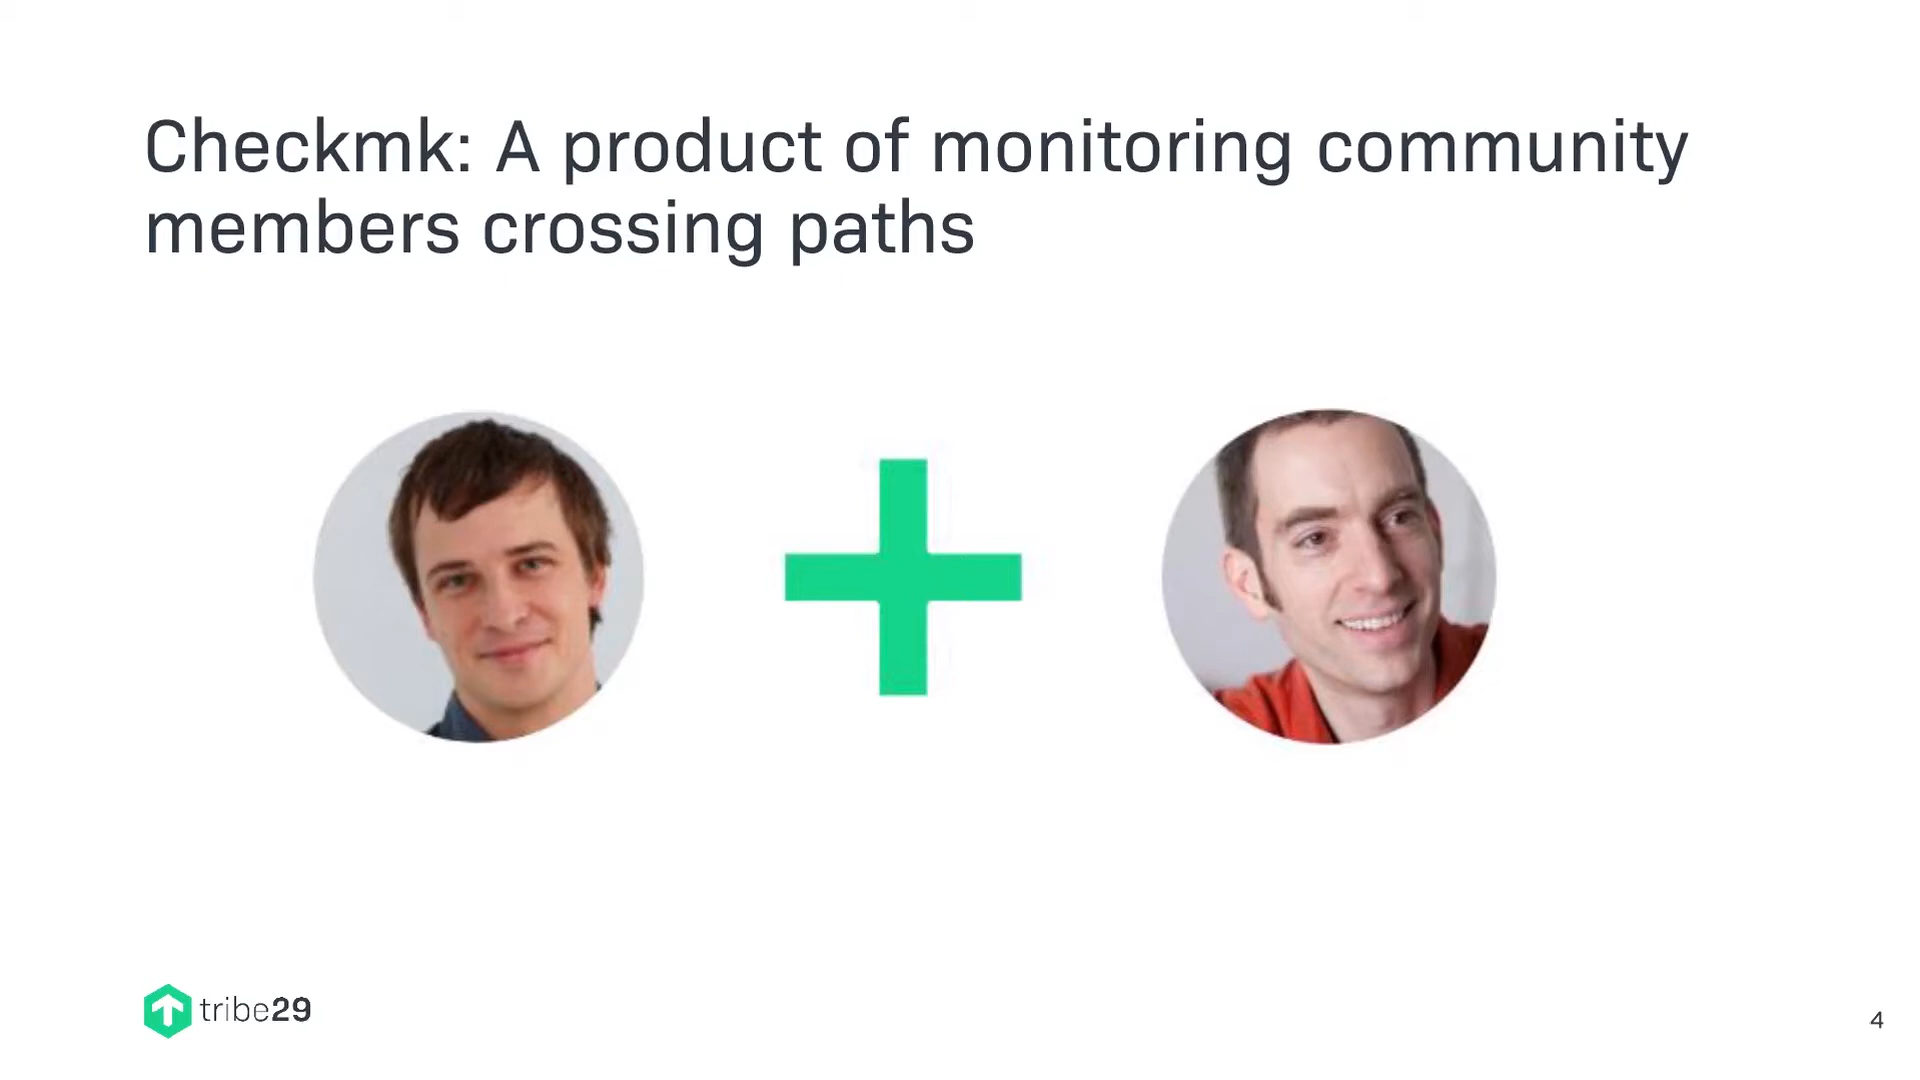 Checkmk: A product of monitoring community
members crossing paths
tribe29
4